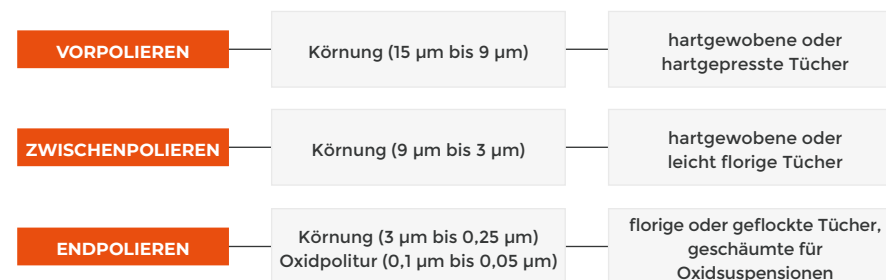 VORPOLIEREN
Körnung (15 µm bis 9 µm)
hartgewobene oder
hartgepresste Tücher
ZWISCHENPOLIEREN
Körnung (9 µm bis 3 µm)
hartgewobene oder
leicht florige Tücher
ENDPOLIEREN
Körnung (3 µm bis 0,25 µm)
Oxidpolitur (0,1 µm bis 0,05 µm)
florige oder geflockte Tücher,
geschäumte für
Oxidsuspensionen